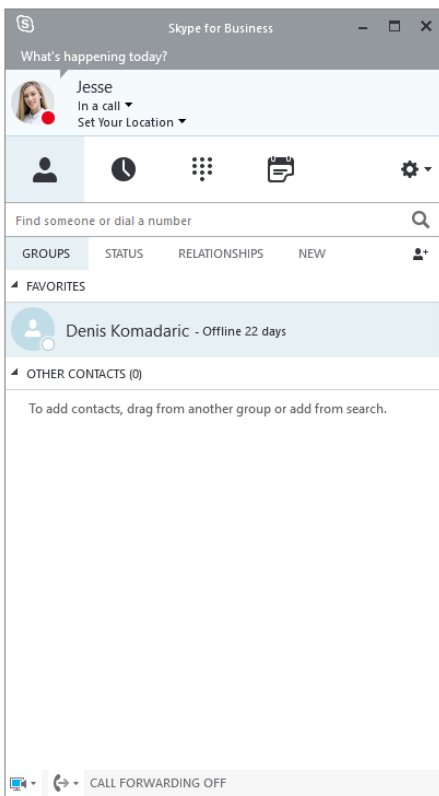 Skype for Business
What's happening today?
Jesse
In a call
Set Your Location
Find someone or dial a number
GROUPS STATUS RELATIONSHIPS NEW
FAVORITES
Denis Komadaric - Offline 22 days
OTHER CONTACTS (0)
To add contacts, drag from another group or add from search.
CALL FORWARDING OFF